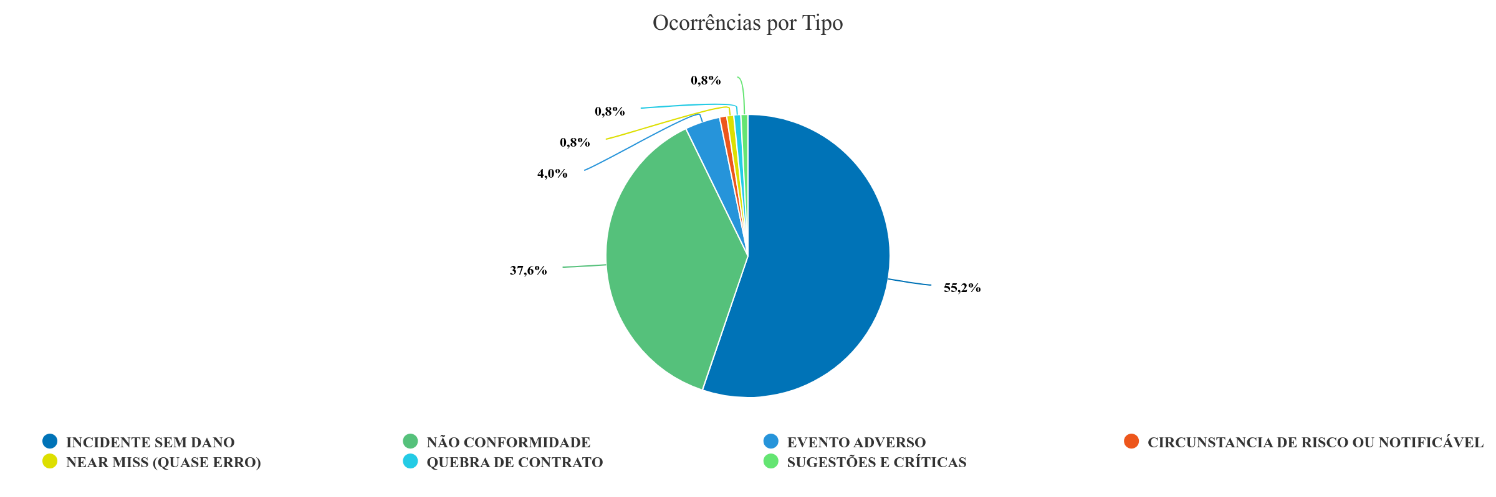 Ocorrências por Tipo
0,8%
0,8%
0,8%
4,0%
37,6%
55,2%
INCIDENTE SEM DANO
NÃO CONFORMIDADE
EVENTO ADVERSO
CIRCUNSTANCIA DE RISCO OU NOTIFICÁVEL
NEAR MISS (QUASE ERRO)
QUEBRA DE CONTRATO
SUGESTÕES E CRÍTICAS